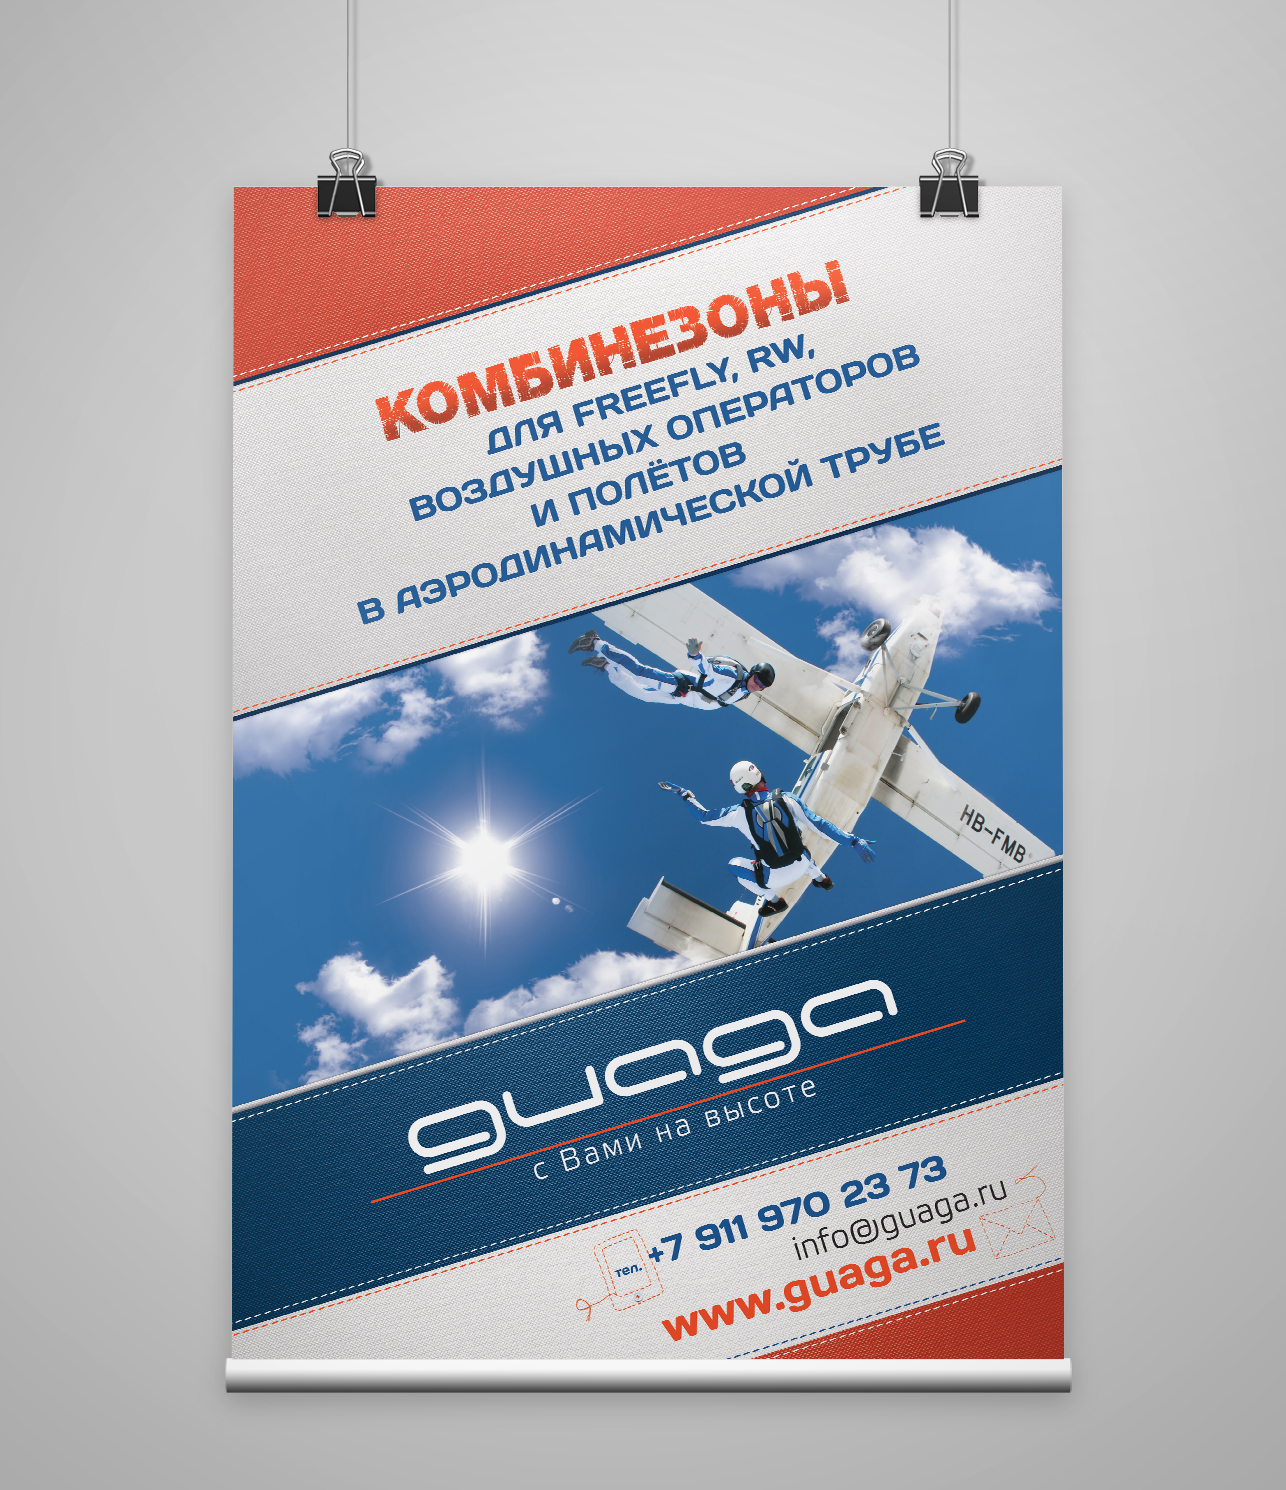 КОМБИНЕЗОНЫ
ДЛЯ FREEFLY, RW,
ВОЗДУШНЫХ ОПЕРАТОРОВ
И ПОЛЁТОВ
В АЭРОДИНАМИЧЕСКОЙ ТРУБЕ
HB-FMB
guaga
с Вами на высоте
тел. +7 911 970 23 73
info@guaga.ru
www.guaga.ru